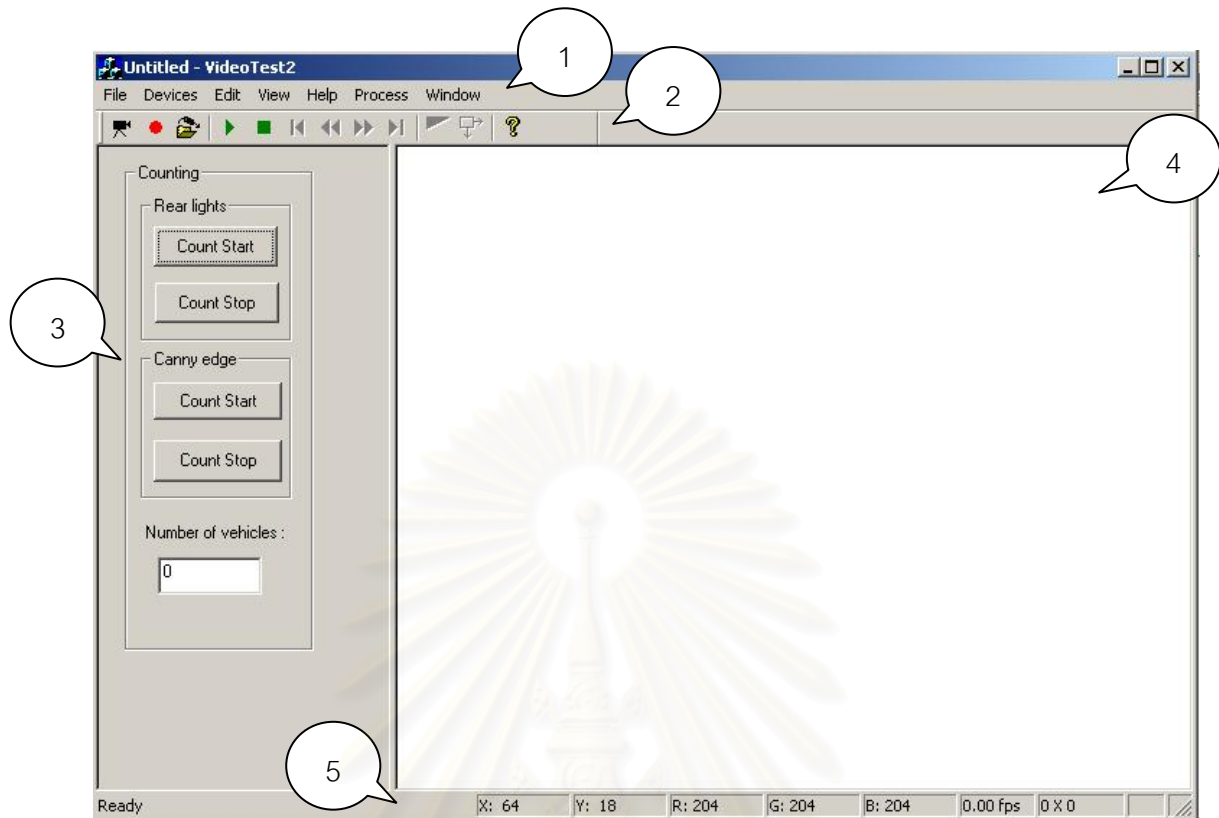 1
Untitled - VideoTest2
File Devices Edit View Help Process Window
2
4
Counting
Rear lights
Count Start
Count Stop
3
Canny edge
Count Start
Count Stop
Number of vehicles :
0
5
Ready X: 64 Y: 18 R: 204 G: 204 B: 204 0.00 fps 0 X 0